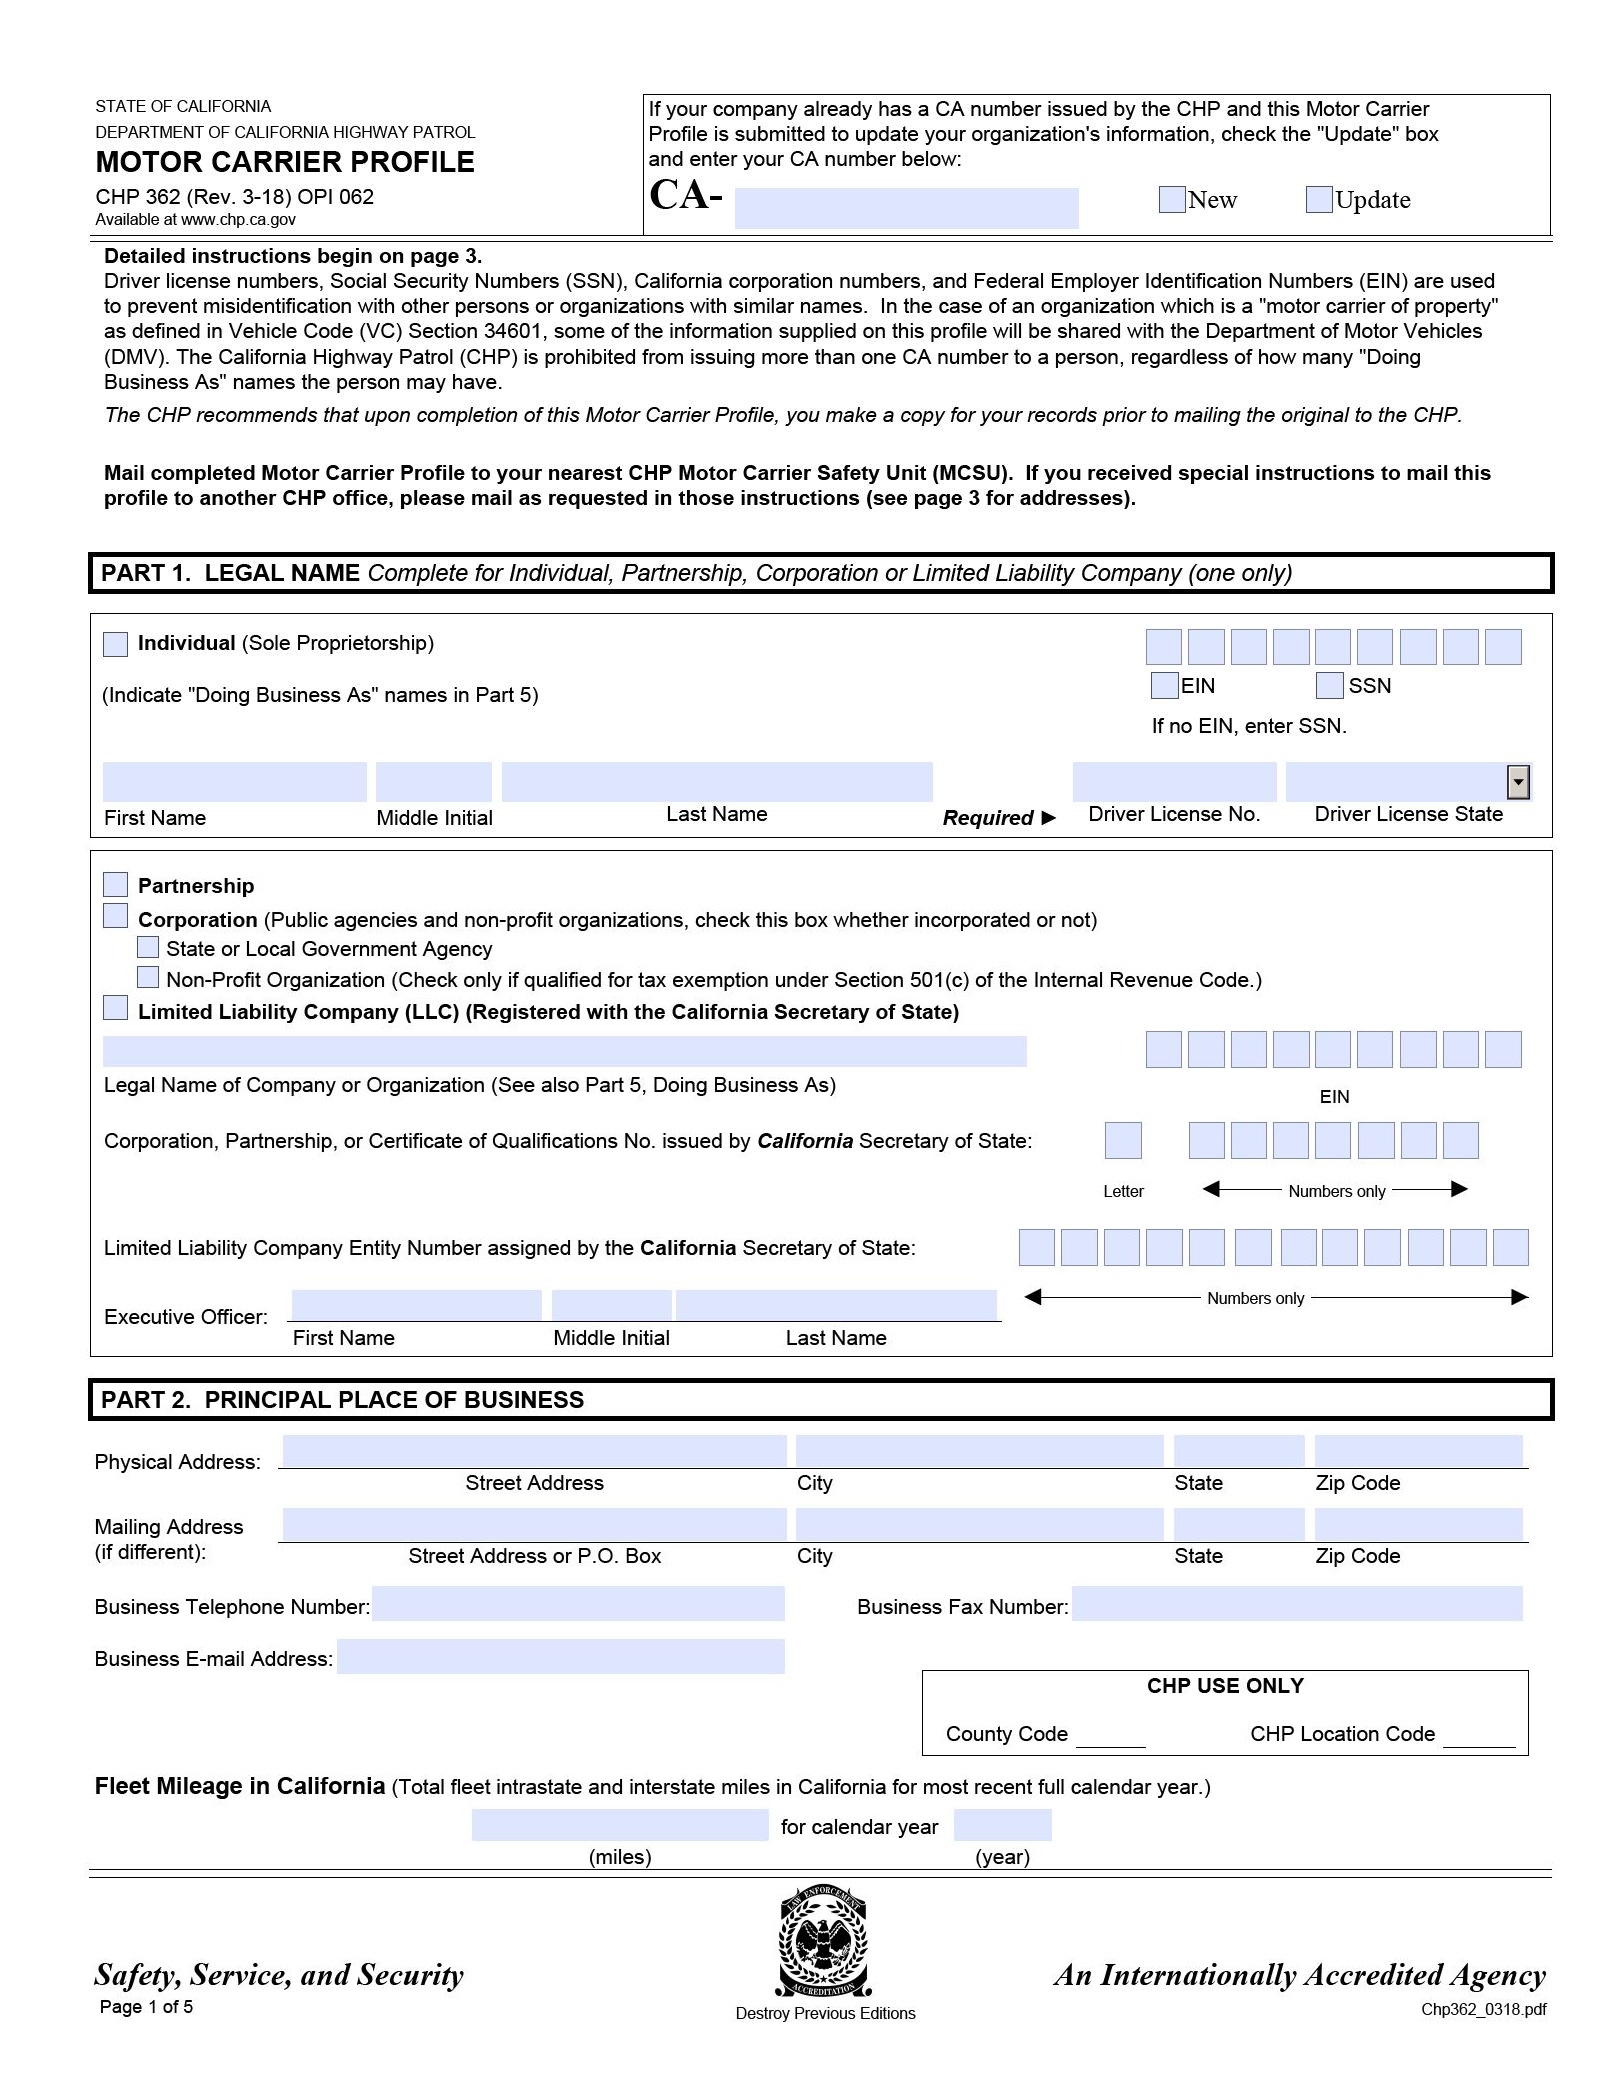 STATE OF CALIFORNIA
DEPARTMENT OF CALIFORNIA HIGHWAY PATROL
MOTOR CARRIER PROFILE
CHP 362 (Rev. 3-18) OPI 062
Available at www.chp.ca.gov
If your company already has a CA number issued by the CHP and this Motor Carrier
Profile is submitted to update your organization's information, check the "Update" box
and enter your CA number below:
CA- New Update
Detailed instructions begin on page 3.
Driver license numbers, Social Security Numbers (SSN), California corporation numbers, and Federal Employer Identification Numbers (EIN) are used
to prevent misidentification with other persons or organizations with similar names. In the case of an organization which is a "motor carrier of property"
as defined in Vehicle Code (VC) Section 34601, some of the information supplied on this profile will be shared with the Department of Motor Vehicles
(DMV). The California Highway Patrol (CHP) is prohibited from issuing more than one CA number to a person, regardless of how many "Doing
Business As" names the person may have.
The CHP recommends that upon completion of this Motor Carrier Profile, you make a copy for your records prior to mailing the original to the CHP.
Mail completed Motor Carrier Profile to your nearest CHP Motor Carrier Safety Unit (MCSU). If you received special instructions to mail this
profile to another CHP office, please mail as requested in those instructions (see page 3 for addresses).
PART 1. LEGAL NAME Complete for Individual, Partnership, Corporation or Limited Liability Company (one only)
Individual (Sole Proprietorship)
(Indicate "Doing Business As" names in Part 5)
EIN SSN
If no EIN, enter SSN.
First Name Middle Initial Last Name Required ► Driver License No. Driver License State
Partnership
Corporation (Public agencies and non-profit organizations, check this box whether incorporated or not)
State or Local Government Agency
Non-Profit Organization (Check only if qualified for tax exemption under Section 501(c) of the Internal Revenue Code.)
Limited Liability Company (LLC) (Registered with the California Secretary of State)
Legal Name of Company or Organization (See also Part 5, Doing Business As)
EIN
Corporation, Partnership, or Certificate of Qualifications No. issued by California Secretary of State:
Letter Numbers only
Limited Liability Company Entity Number assigned by the California Secretary of State:
Numbers only
Executive Officer:
First Name Middle Initial Last Name
PART 2. PRINCIPAL PLACE OF BUSINESS
Physical Address:
Street Address City State Zip Code
Mailing Address
(if different):
Street Address or P.O. Box City State Zip Code
Business Telephone Number: Business Fax Number:
Business E-mail Address:
CHP USE ONLY
County Code CHP Location Code
Fleet Mileage in California (Total fleet intrastate and interstate miles in California for most recent full calendar year.)
for calendar year
(miles) (year)
LAW ENFORCEMENT
ACCREDITATION
Safety, Service, and Security
An Internationally Accredited Agency
Page 1 of 5
Destroy Previous Editions
Chp362_0318.pdf